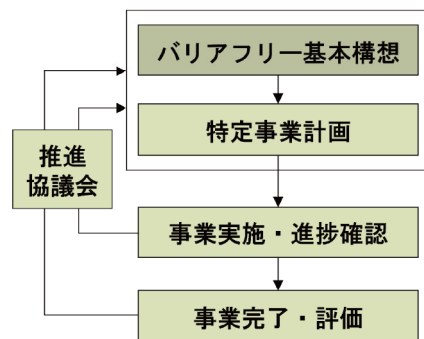 バリアフリー基本構想
特定事業計画
推進
協議会
事業実施・進捗確認
事業完了・評価